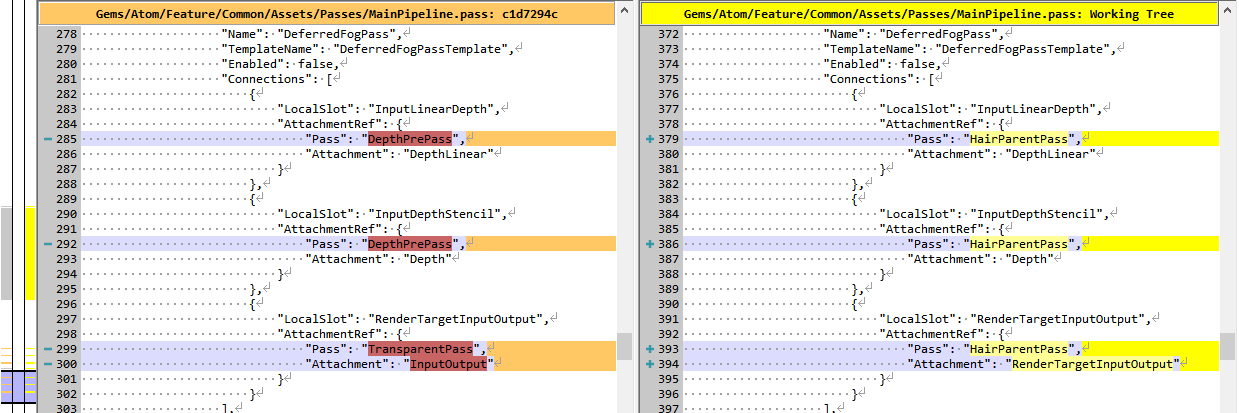 Gems/Atom/Feature/Common/Assets/Passes/MainPipeline.pass: c1d7294c
278 "Name": "DeferredFogPass",
279 "TemplateName": "DeferredFogPassTemplate",
280 "Enabled": false,
281 "Connections": [
282 {
283 "LocalSlot": "InputLinearDepth",
284 "AttachmentRef": {
285 "Pass": "DepthPrePass",
286 "Attachment": "DepthLinear"
287 }
288 },
289 {
290 "LocalSlot": "InputDepthStencil",
291 "AttachmentRef": {
292 "Pass": "DepthPrePass",
293 "Attachment": "Depth"
294 }
295 },
296 {
297 "LocalSlot": "RenderTargetInputOutput",
298 "AttachmentRef": {
299 "Pass": "TransparentPass",
300 "Attachment": "InputOutput"
301 }
302 }
303 ],
Gems/Atom/Feature/Common/Assets/Passes/MainPipeline.pass: Working Tree
372 "Name": "DeferredFogPass",
373 "TemplateName": "DeferredFogPassTemplate",
374 "Enabled": false,
375 "Connections": [
376 {
377 "LocalSlot": "InputLinearDepth",
378 "AttachmentRef": {
379 "Pass": "HairParentPass",
380 "Attachment": "DepthLinear"
381 }
382 },
383 {
384 "LocalSlot": "InputDepthStencil",
385 "AttachmentRef": {
386 "Pass": "HairParentPass",
387 "Attachment": "Depth"
388 }
389 },
390 {
391 "LocalSlot": "RenderTargetInputOutput",
392 "AttachmentRef": {
393 "Pass": "HairParentPass",
394 "Attachment": "RenderTargetInputOutput"
395 }
396 }
397 ],